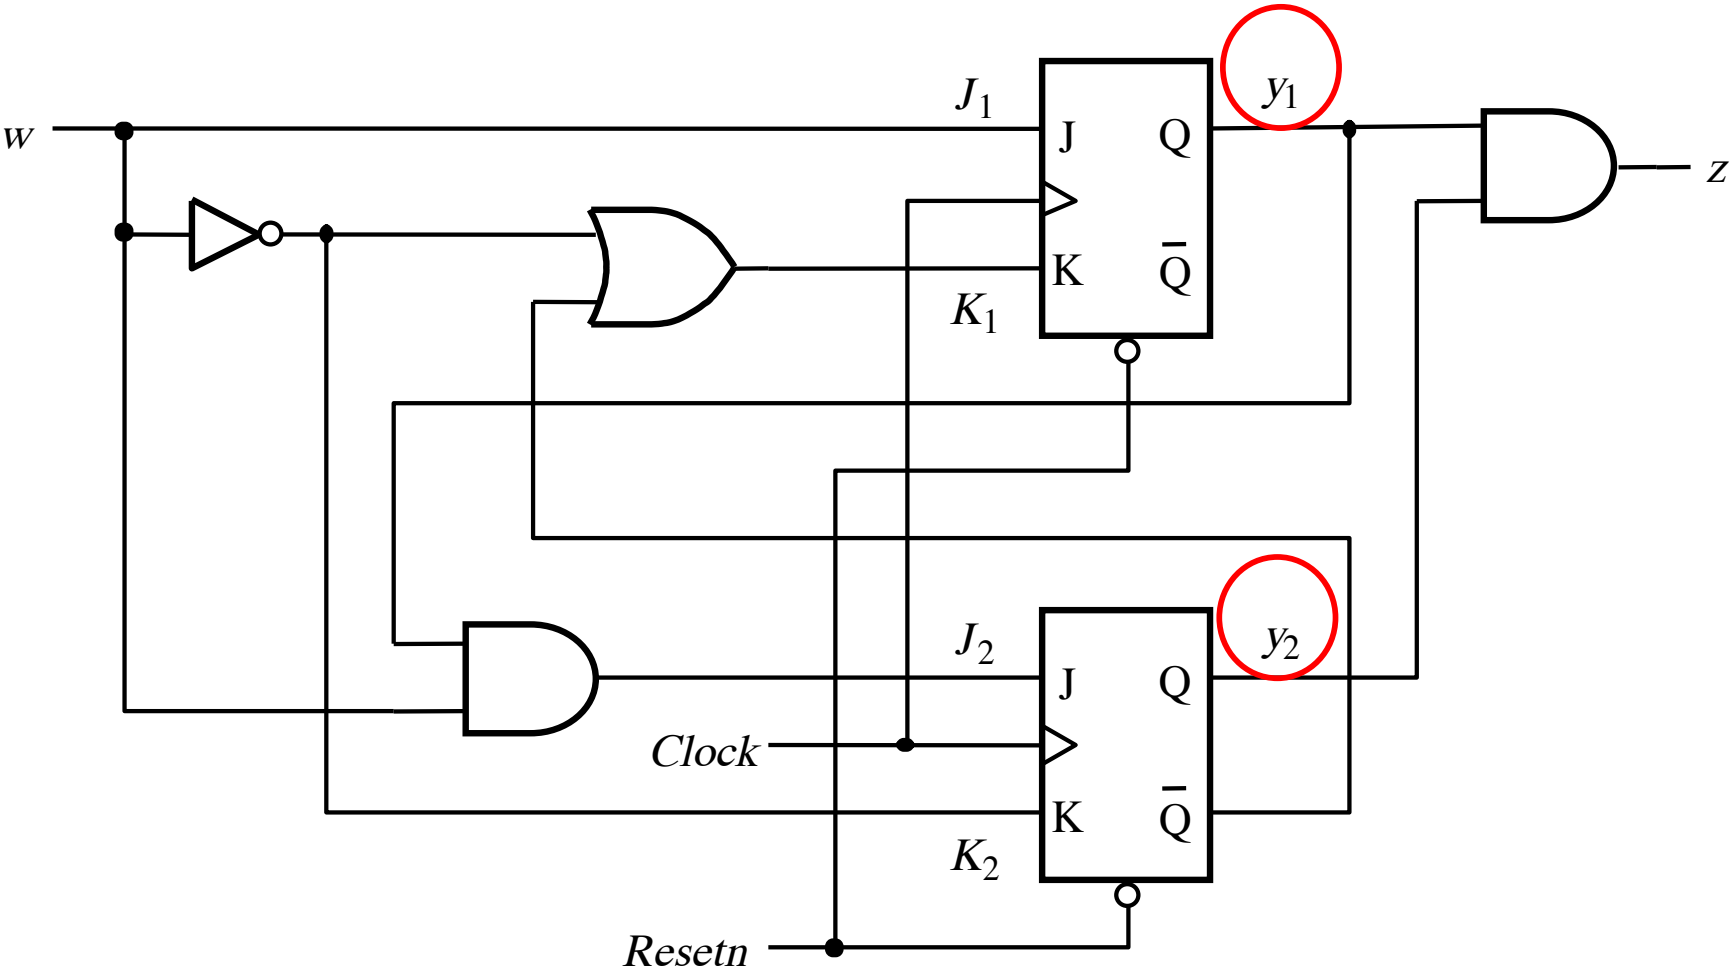 J₁ y₁
w J Q z
K Q̅
K₁
J₂ y₂
J Q
Clock
K Q̅
K₂
Resetn